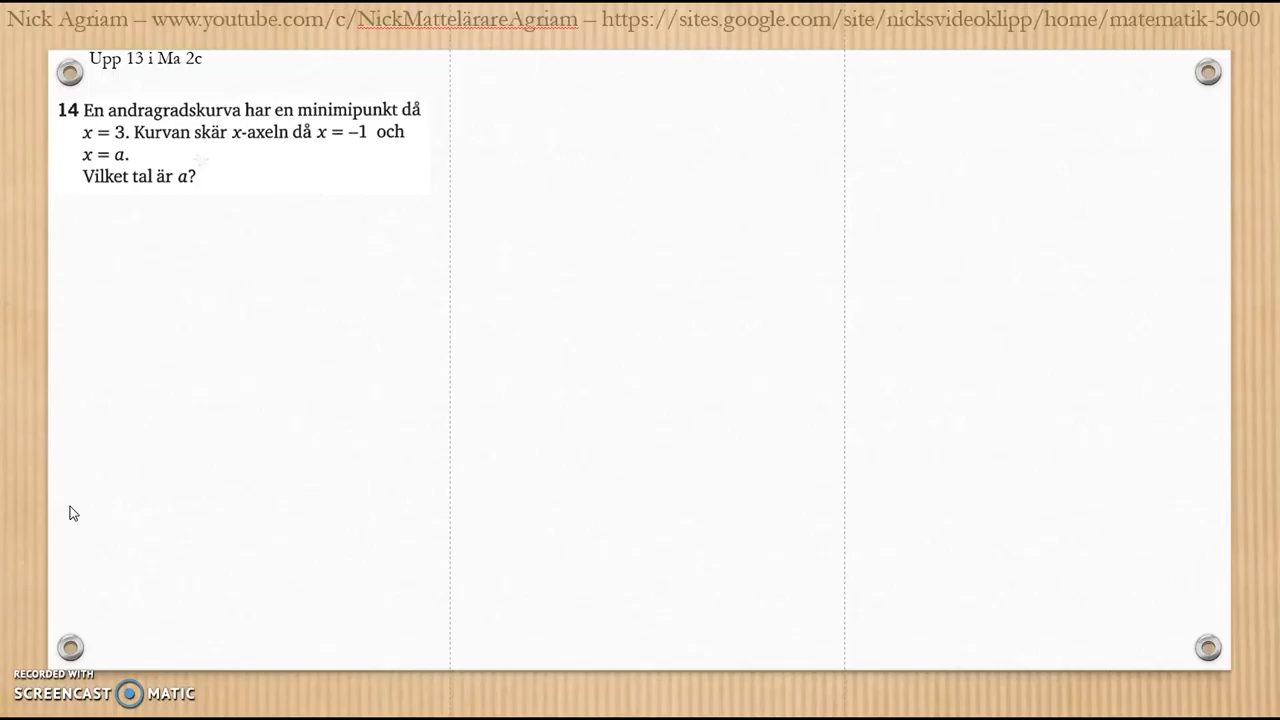 Nick Agriam – www.youtube.com/c/NickMattelärareAgriam – https://sites.google.com/site/nicksvideoklipp/home/matematik-5000
Upp 13 i Ma 2c
14 En andragradskurva har en minimipunkt då
x = 3. Kurvan skär x-axeln då x = –1 och
x = a.
Vilket tal är a?
RECORDED WITH
SCREENCAST MATIC